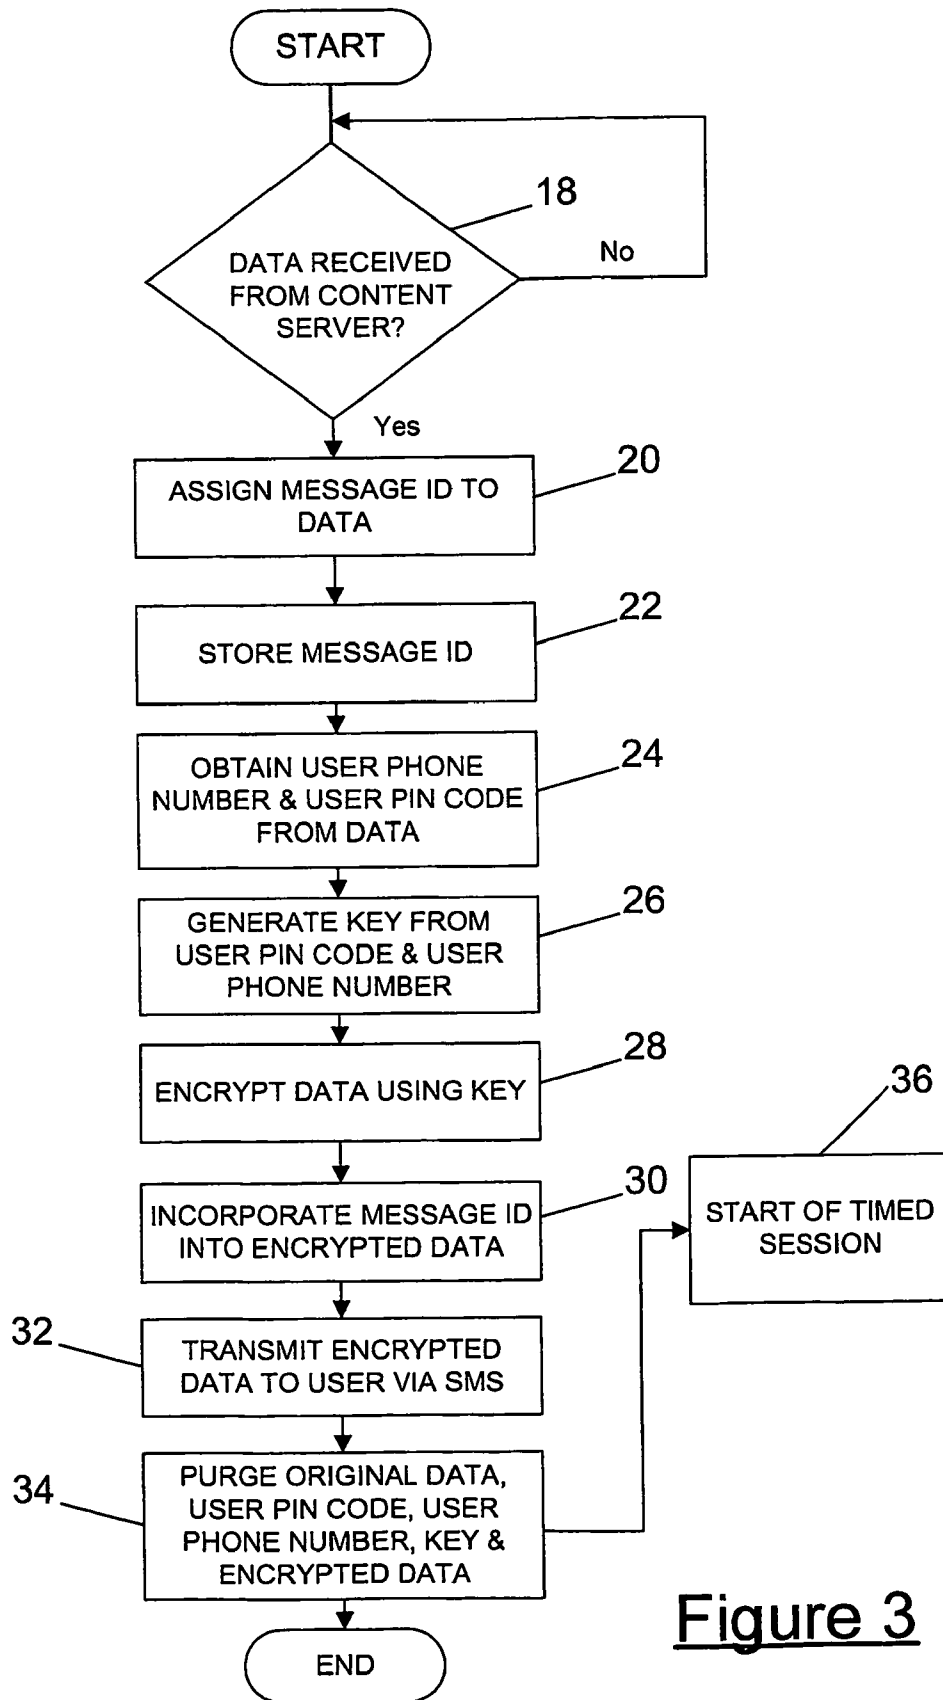 START
18
DATA RECEIVED
FROM CONTENT
SERVER?
No
Yes
20
ASSIGN MESSAGE ID TO
DATA
22
STORE MESSAGE ID
24
OBTAIN USER PHONE
NUMBER & USER PIN CODE
FROM DATA
26
GENERATE KEY FROM
USER PIN CODE & USER
PHONE NUMBER
28
ENCRYPT DATA USING KEY
36
START OF TIMED
SESSION
30
INCORPORATE MESSAGE ID
INTO ENCRYPTED DATA
32
TRANSMIT ENCRYPTED
DATA TO USER VIA SMS
34
PURGE ORIGINAL DATA,
USER PIN CODE, USER
PHONE NUMBER, KEY &
ENCRYPTED DATA
END
Figure 3